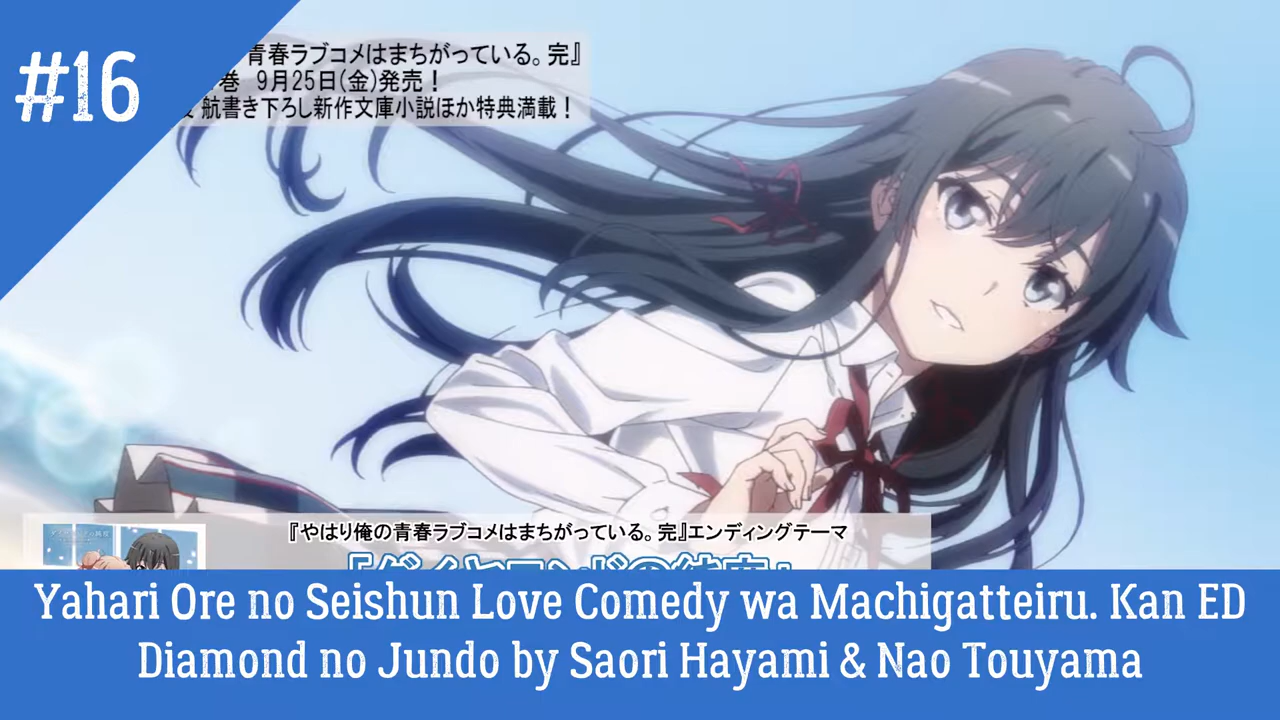 #16
青春ラブコメはまちがっている。完』
巻 9月25日(金)発売！
航書き下ろし新作文庫小説ほか特典満載！
『やはり俺の青春ラブコメはまちがっている。完』エンディングテーマ
Yahari Ore no Seishun Love Comedy wa Machigatteiru. Kan ED
Diamond no Jundo by Saori Hayami & Nao Touyama